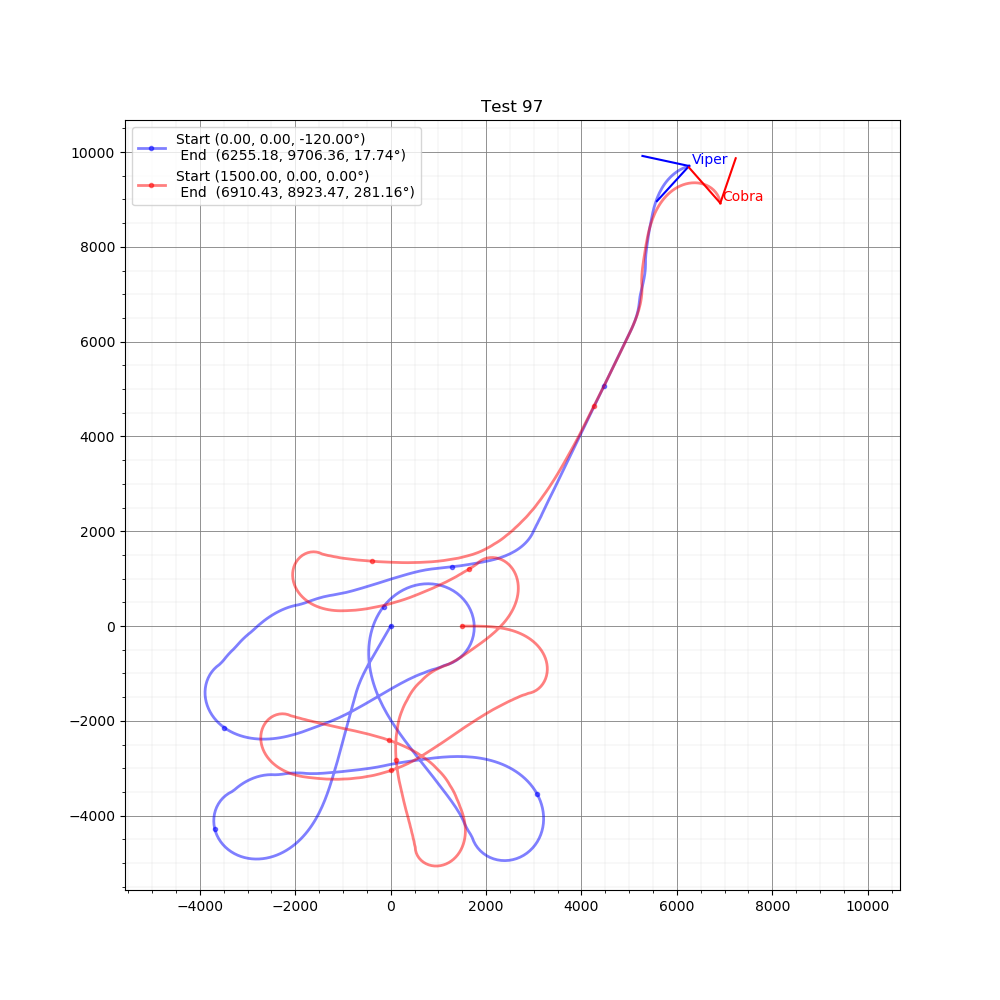 Test 97
Start (0.00, 0.00, -120.00°)
End (6255.18, 9706.36, 17.74°)
Start (1500.00, 0.00, 0.00°)
End (6910.43, 8923.47, 281.16°)
Viper
Cobra
10000
8000
6000
4000
2000
0
−2000
−4000
−4000 −2000 0 2000 4000 6000 8000 10000